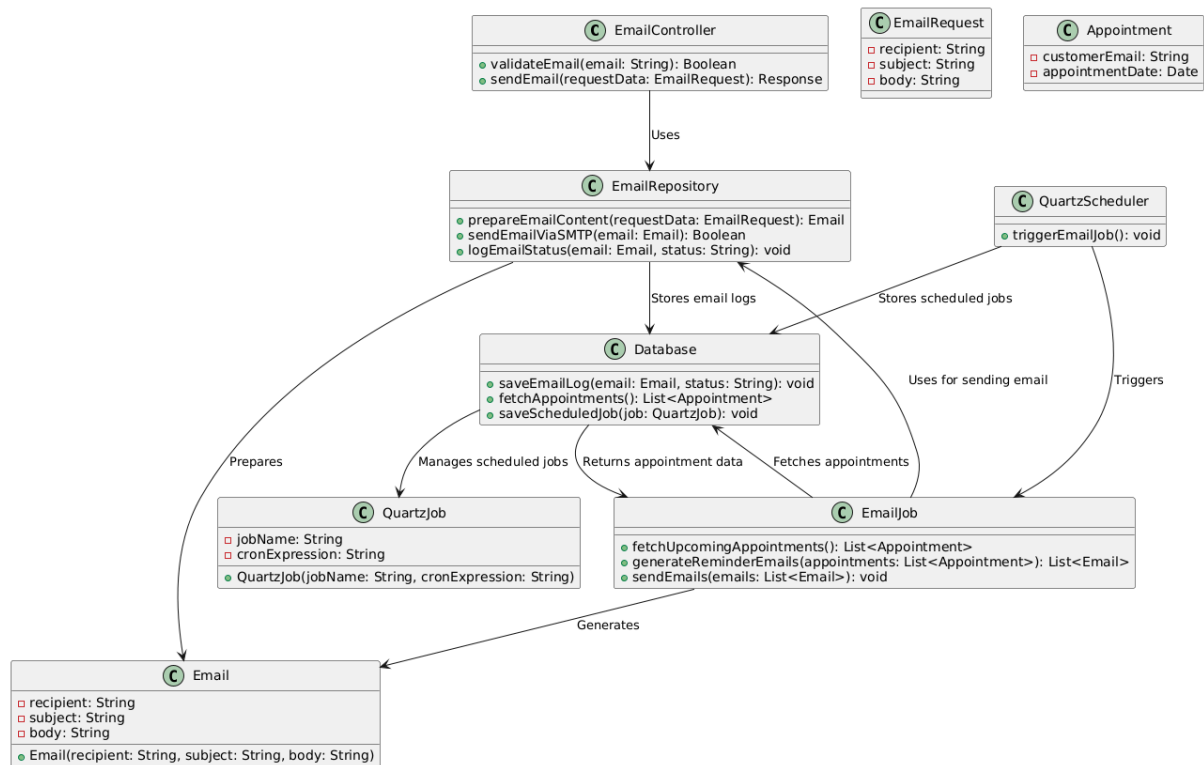 C EmailController
validateEmail(email: String): Boolean
sendEmail(requestData: EmailRequest): Response
C EmailRequest
recipient: String
subject: String
body: String
C Appointment
customerEmail: String
appointmentDate: Date
Uses
C EmailRepository
prepareEmailContent(requestData: EmailRequest): Email
sendEmailViaSMTP(email: Email): Boolean
logEmailStatus(email: Email, status: String): void
C QuartzScheduler
triggerEmailJob(): void
Stores email logs
Stores scheduled jobs
C Database
saveEmailLog(email: Email, status: String): void
fetchAppointments(): List<Appointment>
saveScheduledJob(job: QuartzJob): void
Uses for sending email
Triggers
Prepares
Manages scheduled jobs
Returns appointment data
Fetches appointments
C QuartzJob
jobName: String
cronExpression: String
QuartzJob(jobName: String, cronExpression: String)
C EmailJob
fetchUpcomingAppointments(): List<Appointment>
generateReminderEmails(appointments: List<Appointment>): List<Email>
sendEmails(emails: List<Email>): void
Generates
C Email
recipient: String
subject: String
body: String
Email(recipient: String, subject: String, body: String)